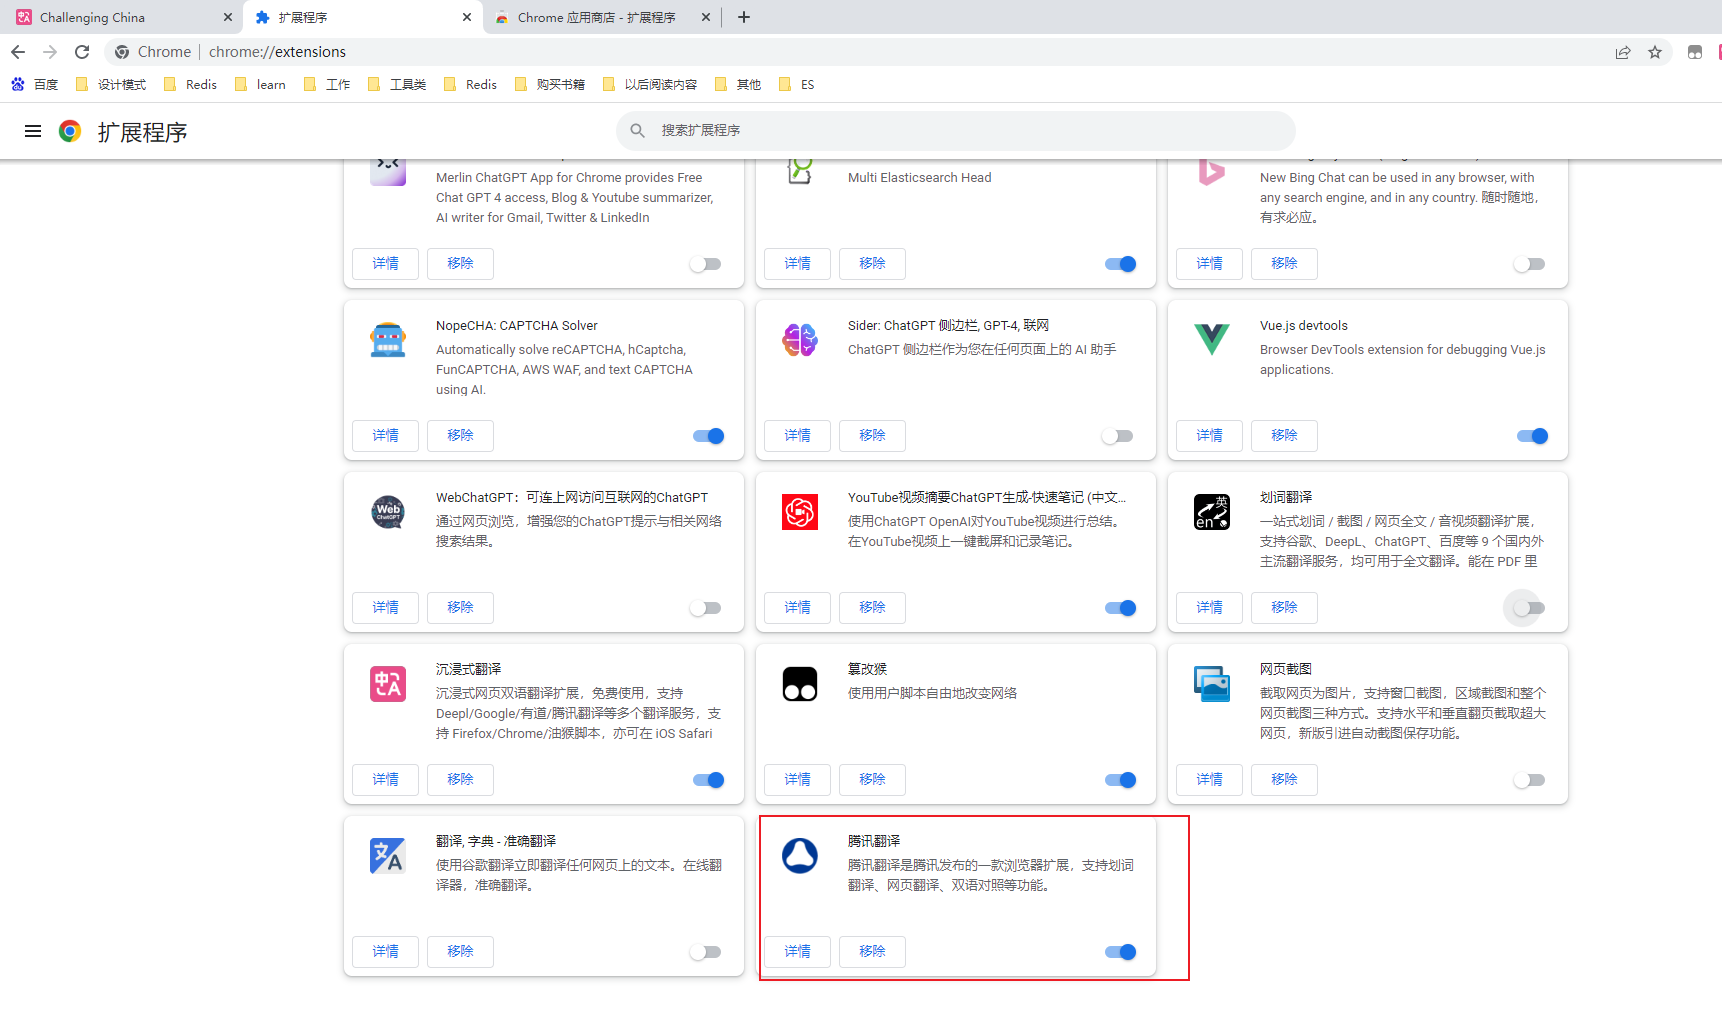 Challenging China
扩展程序
Chrome 应用商店 - 扩展程序
Chrome
chrome://extensions
百度
设计模式
Redis
learn
工作
工具类
Redis
购买书籍
以后阅读内容
其他
ES
扩展程序
搜索扩展程序
Merlin ChatGPT App for Chrome provides Free
Chat GPT 4 access, Blog & Youtube summarizer,
AI writer for Gmail, Twitter & LinkedIn
详情
移除
Multi Elasticsearch Head
详情
移除
New Bing Chat can be used in any browser, with
any search engine, and in any country. 随时随地，
有求必应。
详情
移除
NopeCHA: CAPTCHA Solver
Automatically solve reCAPTCHA, hCaptcha,
FunCAPTCHA, AWS WAF, and text CAPTCHA
using AI.
详情
移除
Sider: ChatGPT 侧边栏, GPT-4, 联网
ChatGPT 侧边栏作为您在任何页面上的 AI 助手
详情
移除
Vue.js devtools
Browser DevTools extension for debugging Vue.js
applications.
详情
移除
Web
ChatGPT
WebChatGPT：可连上网访问互联网的ChatGPT
通过网页浏览，增强您的ChatGPT提示与相关网络
搜索结果。
详情
移除
YouTube视频摘要ChatGPT生成-快速笔记 (中文...
使用ChatGPT OpenAI对YouTube视频进行总结。
在YouTube视频上一键截屏和记录笔记。
详情
移除
英
en
划词翻译
一站式划词 / 截图 / 网页全文 / 音视频翻译扩展，
支持谷歌、DeepL、ChatGPT、百度等 9 个国内外
主流翻译服务，均可用于全文翻译。能在 PDF 里
详情
移除
中
A
沉浸式翻译
沉浸式网页双语翻译扩展，免费使用，支持
Deepl/Google/有道/腾讯翻译等多个翻译服务，支
持 Firefox/Chrome/油猴脚本，亦可在 iOS Safari
详情
移除
篡改猴
使用用户脚本自由地改变网络
详情
移除
网页截图
截取网页为图片，支持窗口截图，区域截图和整个
网页截图三种方式。支持水平和垂直翻页截取超大
网页，新版引进自动截图保存功能。
详情
移除
文
A
翻译, 字典 - 准确翻译
使用谷歌翻译立即翻译任何网页上的文本。在线翻
译器，准确翻译。
详情
移除
腾讯翻译
腾讯翻译是腾讯发布的一款浏览器扩展，支持划词
翻译、网页翻译、双语对照等功能。
详情
移除